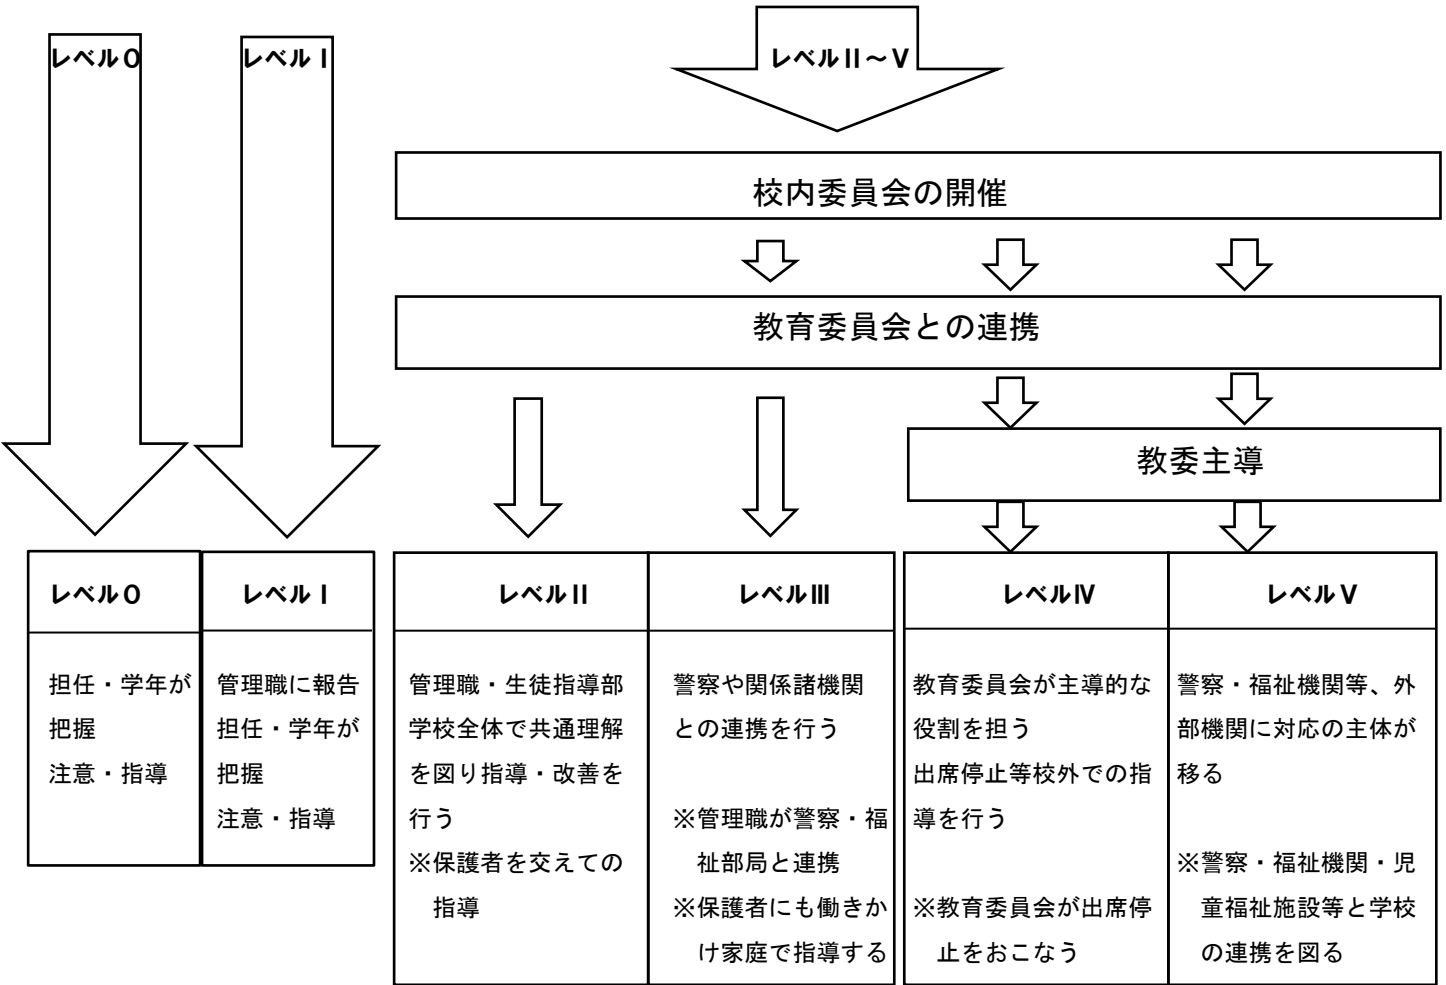 レベル０
レベルⅠ
レベルⅡ～Ⅴ
校内委員会の開催
教育委員会との連携
教委主導
レベル０
担任・学年が
把握
注意・指導
レベルⅠ
管理職に報告
担任・学年が
把握
注意・指導
レベルⅡ
管理職・生徒指導部
学校全体で共通理解
を図り指導・改善を
行う
※保護者を交えての
指導
レベルⅢ
警察や関係諸機関
との連携を行う
※管理職が警察・福
祉部局と連携
※保護者にも働きか
け家庭で指導する
レベルⅣ
教育委員会が主導的な
役割を担う
出席停止等校外での指
導を行う
※教育委員会が出席停
止をおこなう
レベルⅤ
警察・福祉機関等、外
部機関に対応の主体が
移る
※警察・福祉機関・児
童福祉施設等と学校
の連携を図る